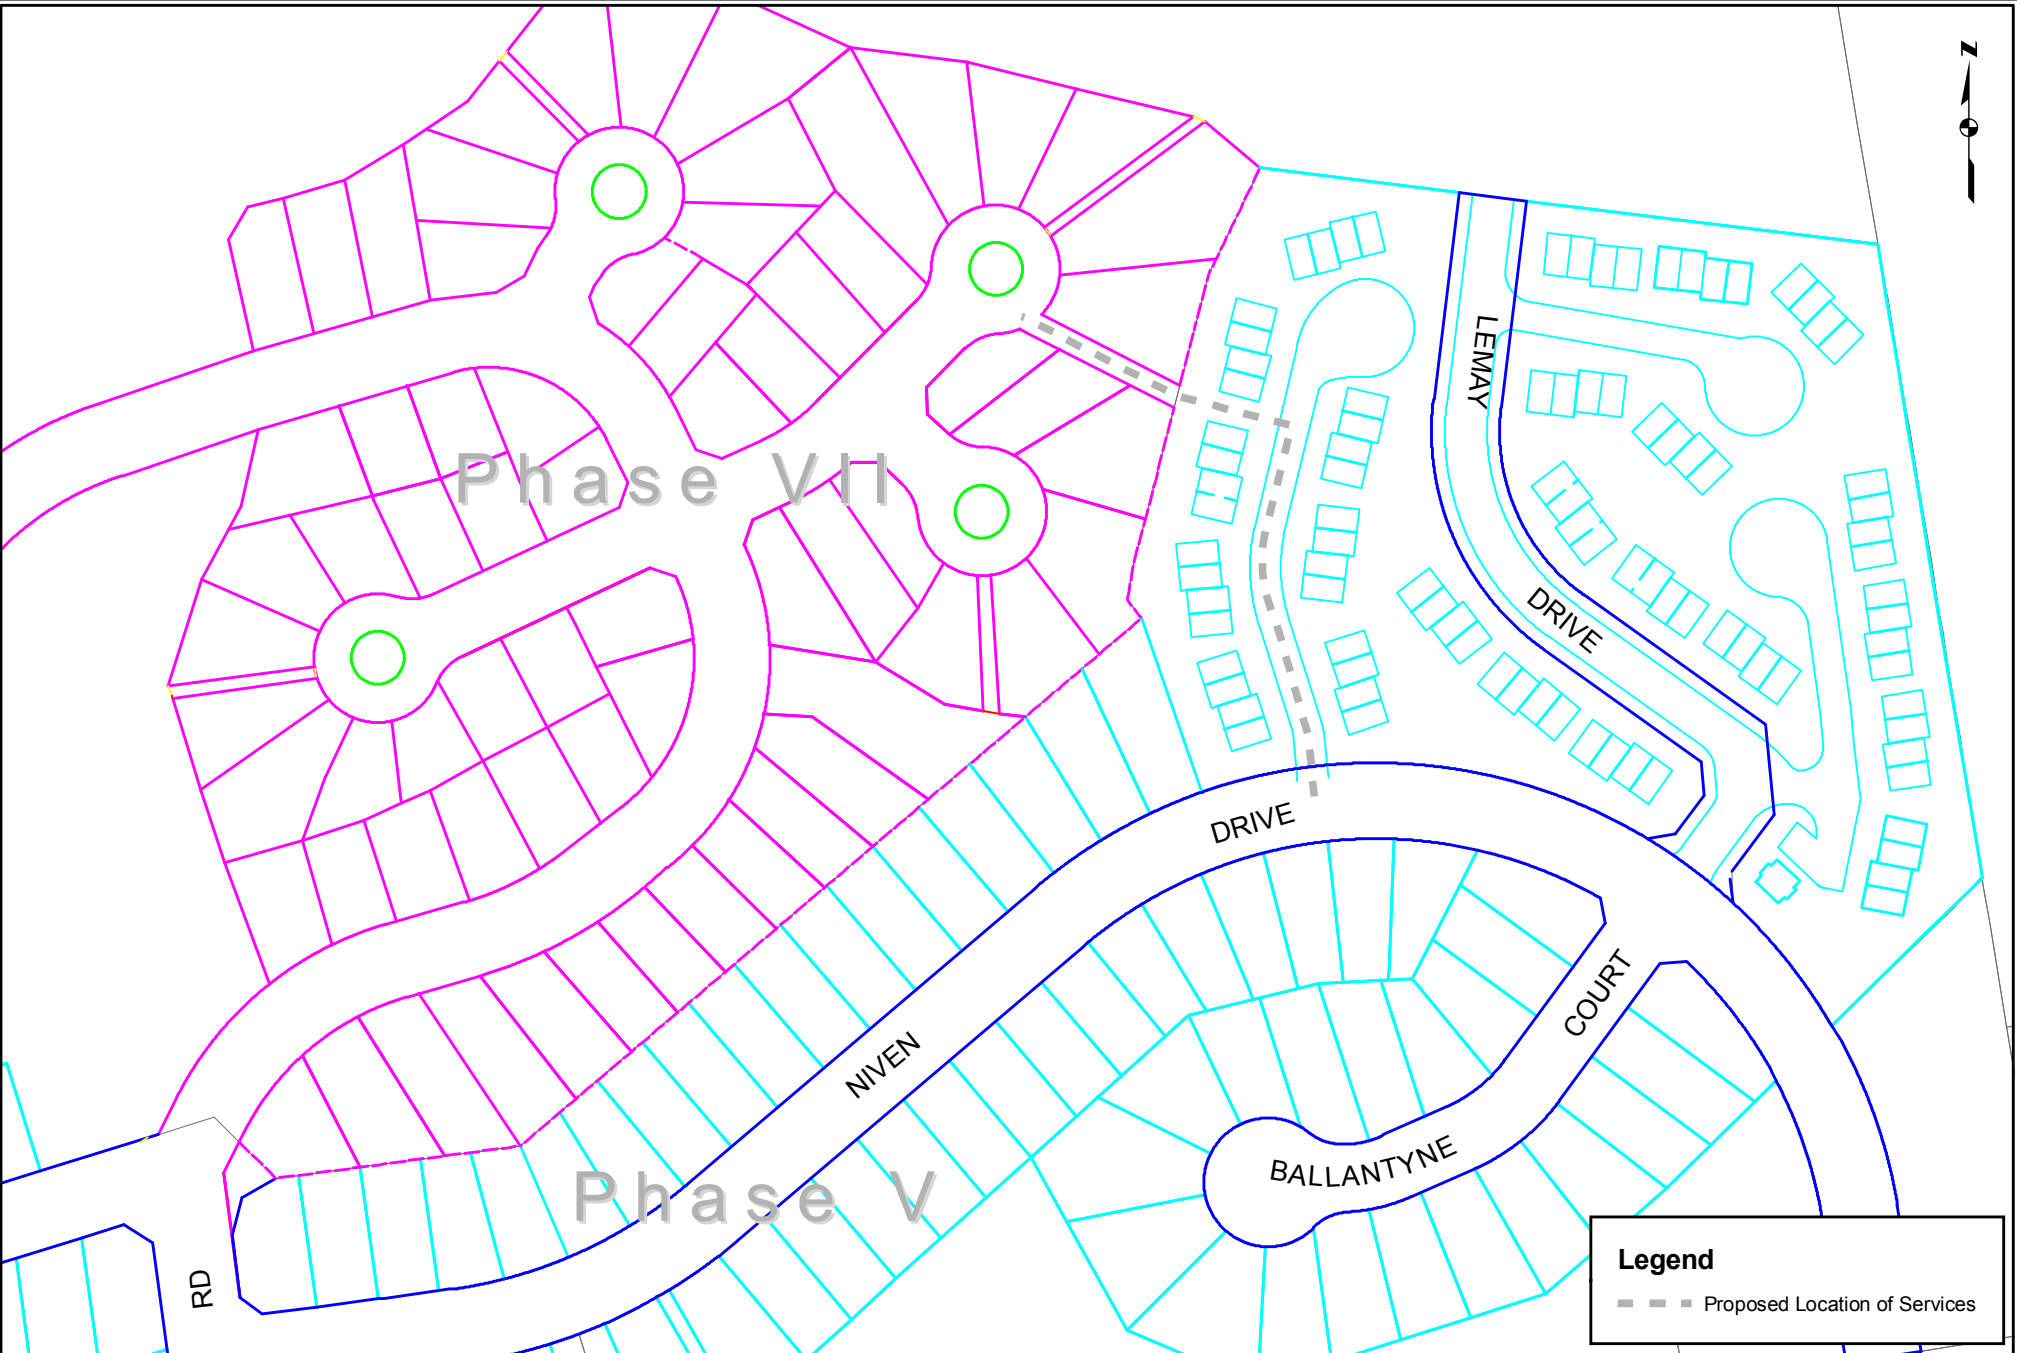 N
LEMAY
Phase VII
DRIVE
DRIVE
COURT
NIVEN
BALLANTYNE
Phase V
RD
Legend
Proposed Location of Services